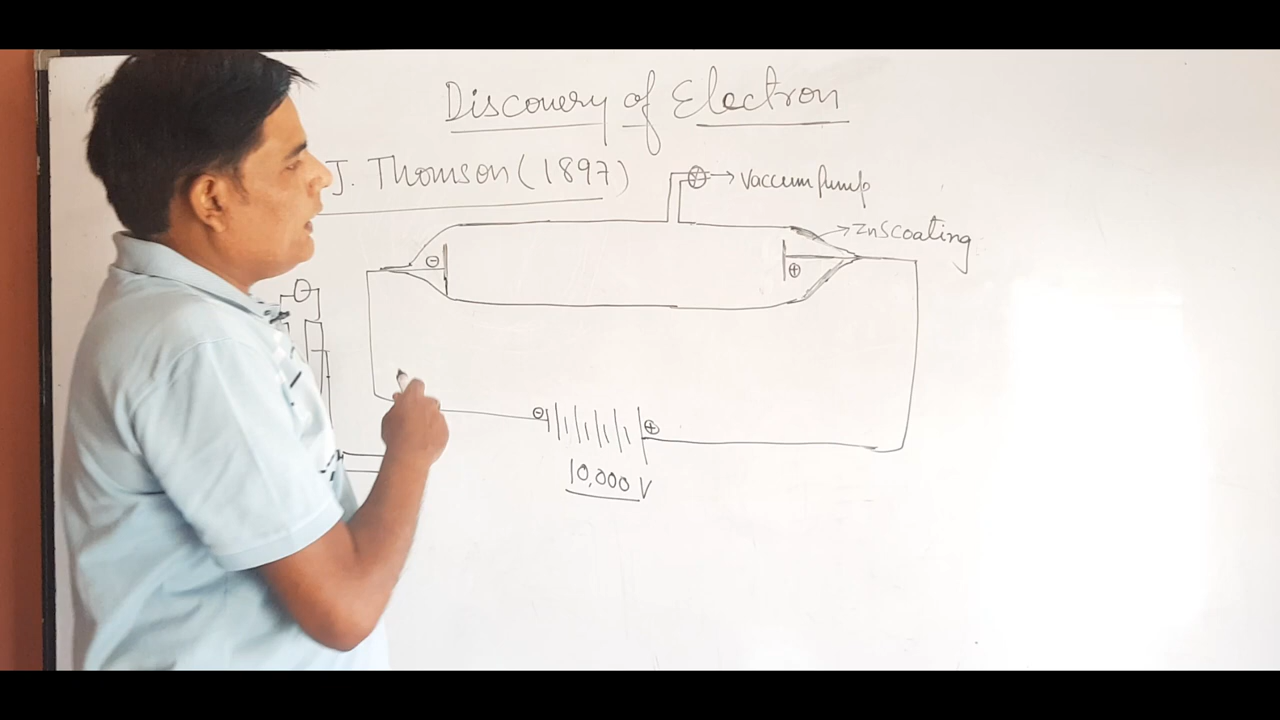 Discovery of Electron
J. Thomson (1897)
Vaccum Pump
ZnS coating
⊖
⊕
⊖
⊕
10,000 V